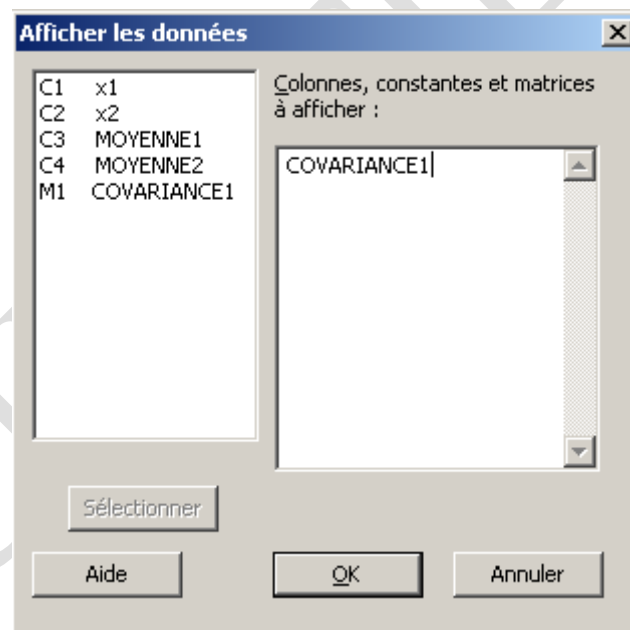 Afficher les données
C1 x1
C2 x2
C3 MOYENNE1
C4 MOYENNE2
M1 COVARIANCE1
Colonnes, constantes et matrices
à afficher :
COVARIANCE1
Sélectionner
Aide
OK
Annuler